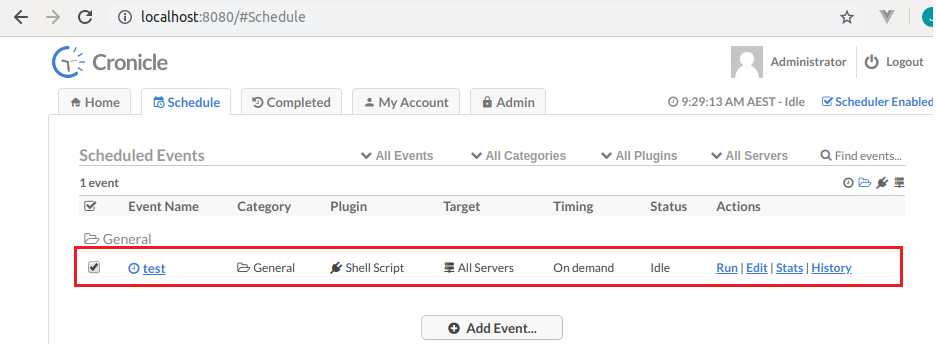 localhost:8080/#Schedule
J
Cronicle
Administrator
Logout
Home Schedule Completed My Account Admin 9:29:13 AM AEST - Idle Scheduler Enabled
Scheduled Events All Events All Categories All Plugins All Servers Find events...
1 event
Event Name Category Plugin Target Timing Status Actions
General
test General Shell Script All Servers On demand Idle Run | Edit | Stats | History
Add Event...